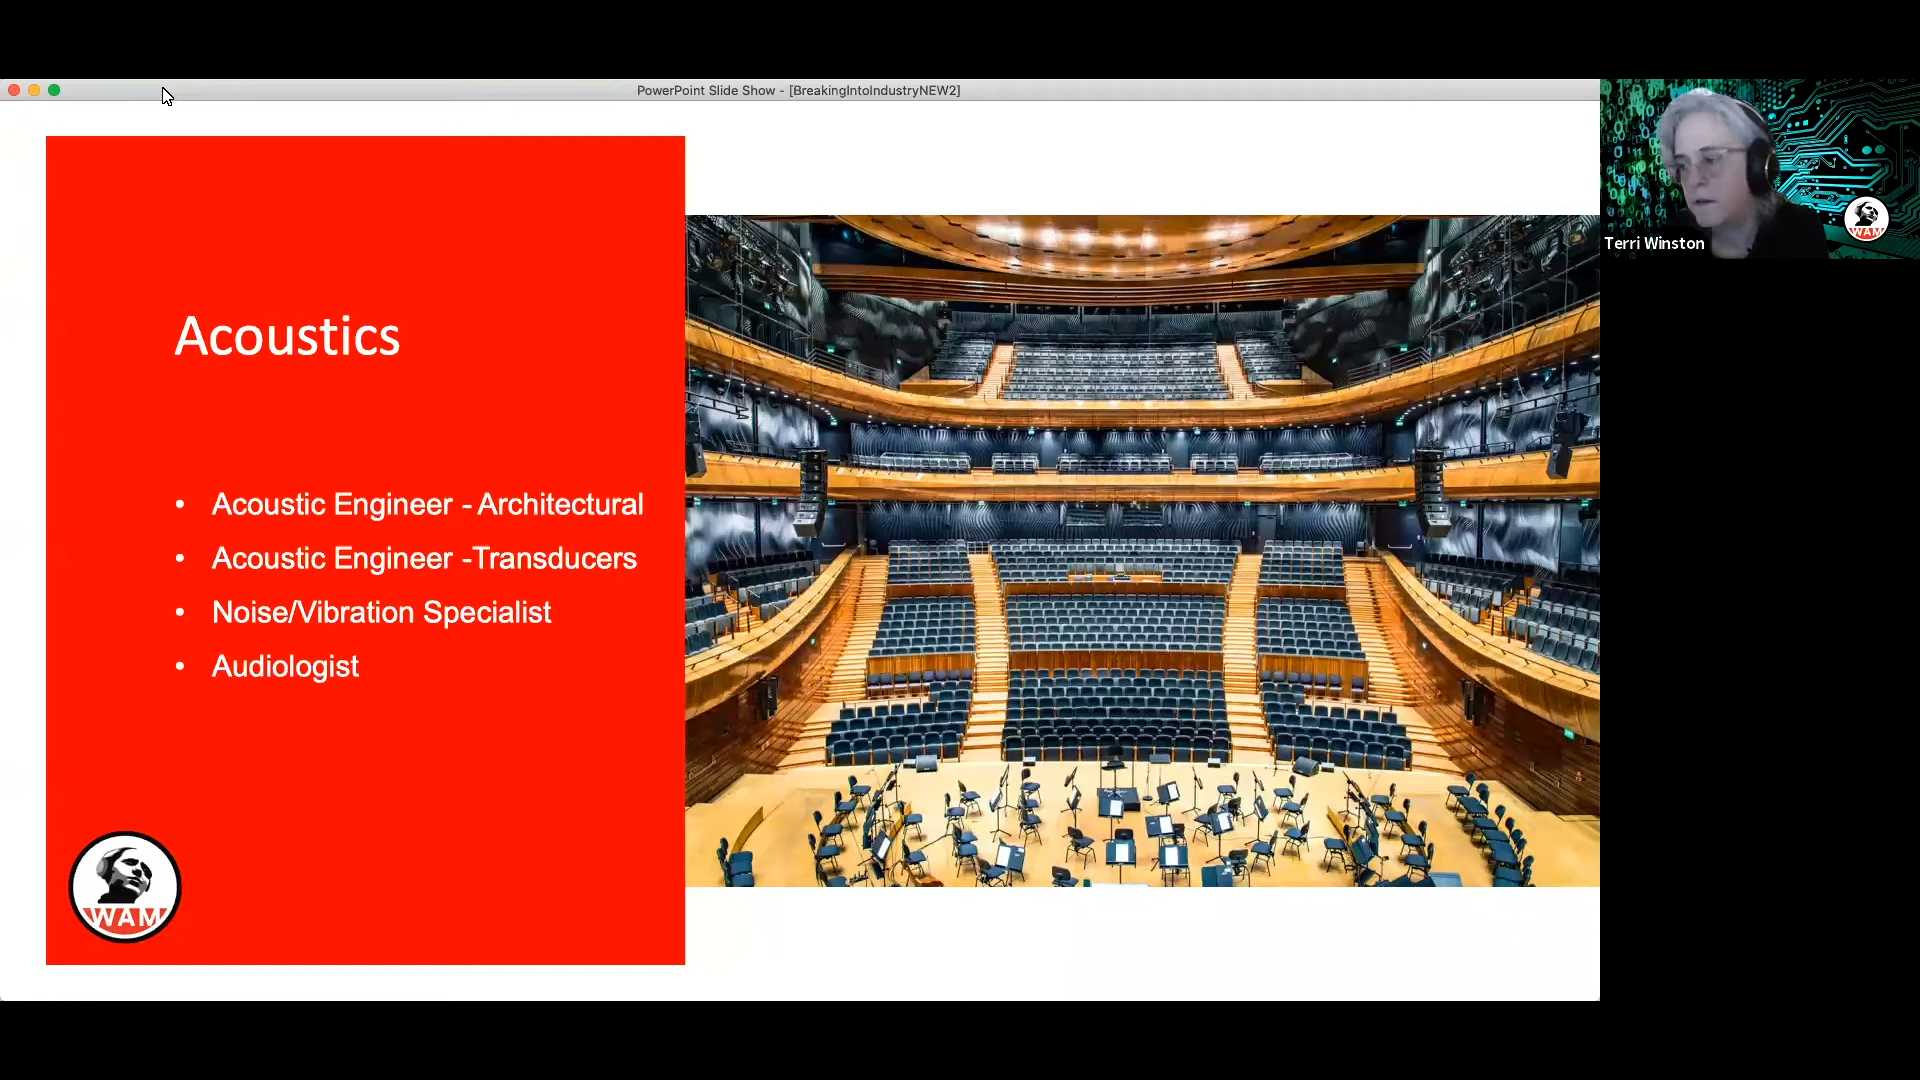 PowerPoint Slide Show - [BreakingIntoIndustryNEW2]
Acoustics
• Acoustic Engineer - Architectural
• Acoustic Engineer -Transducers
• Noise/Vibration Specialist
• Audiologist
WAM
Terri Winston
WAM